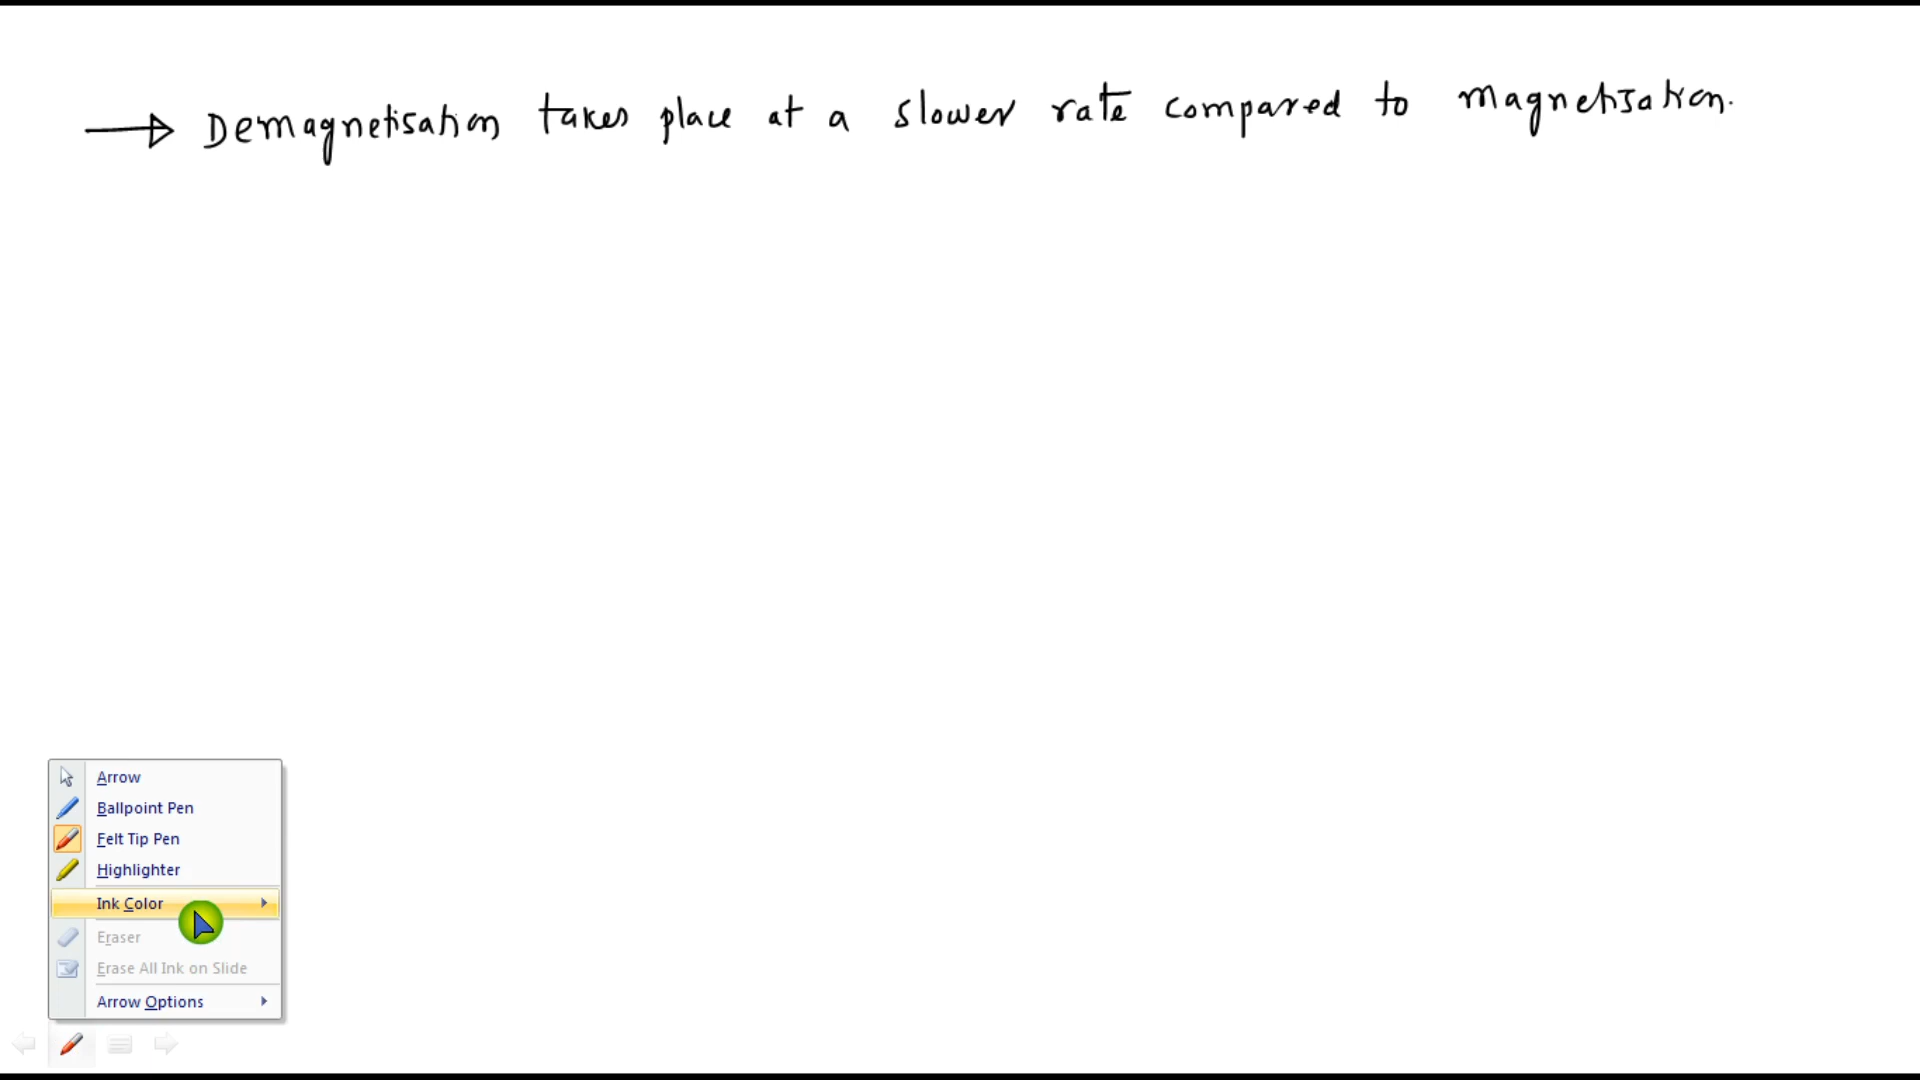 Demagnetisation takes place at a slower rate compared to magnetisation.
Arrow
Ballpoint Pen
Felt Tip Pen
Highlighter
Ink Color
Eraser
Erase All Ink on Slide
Arrow Options